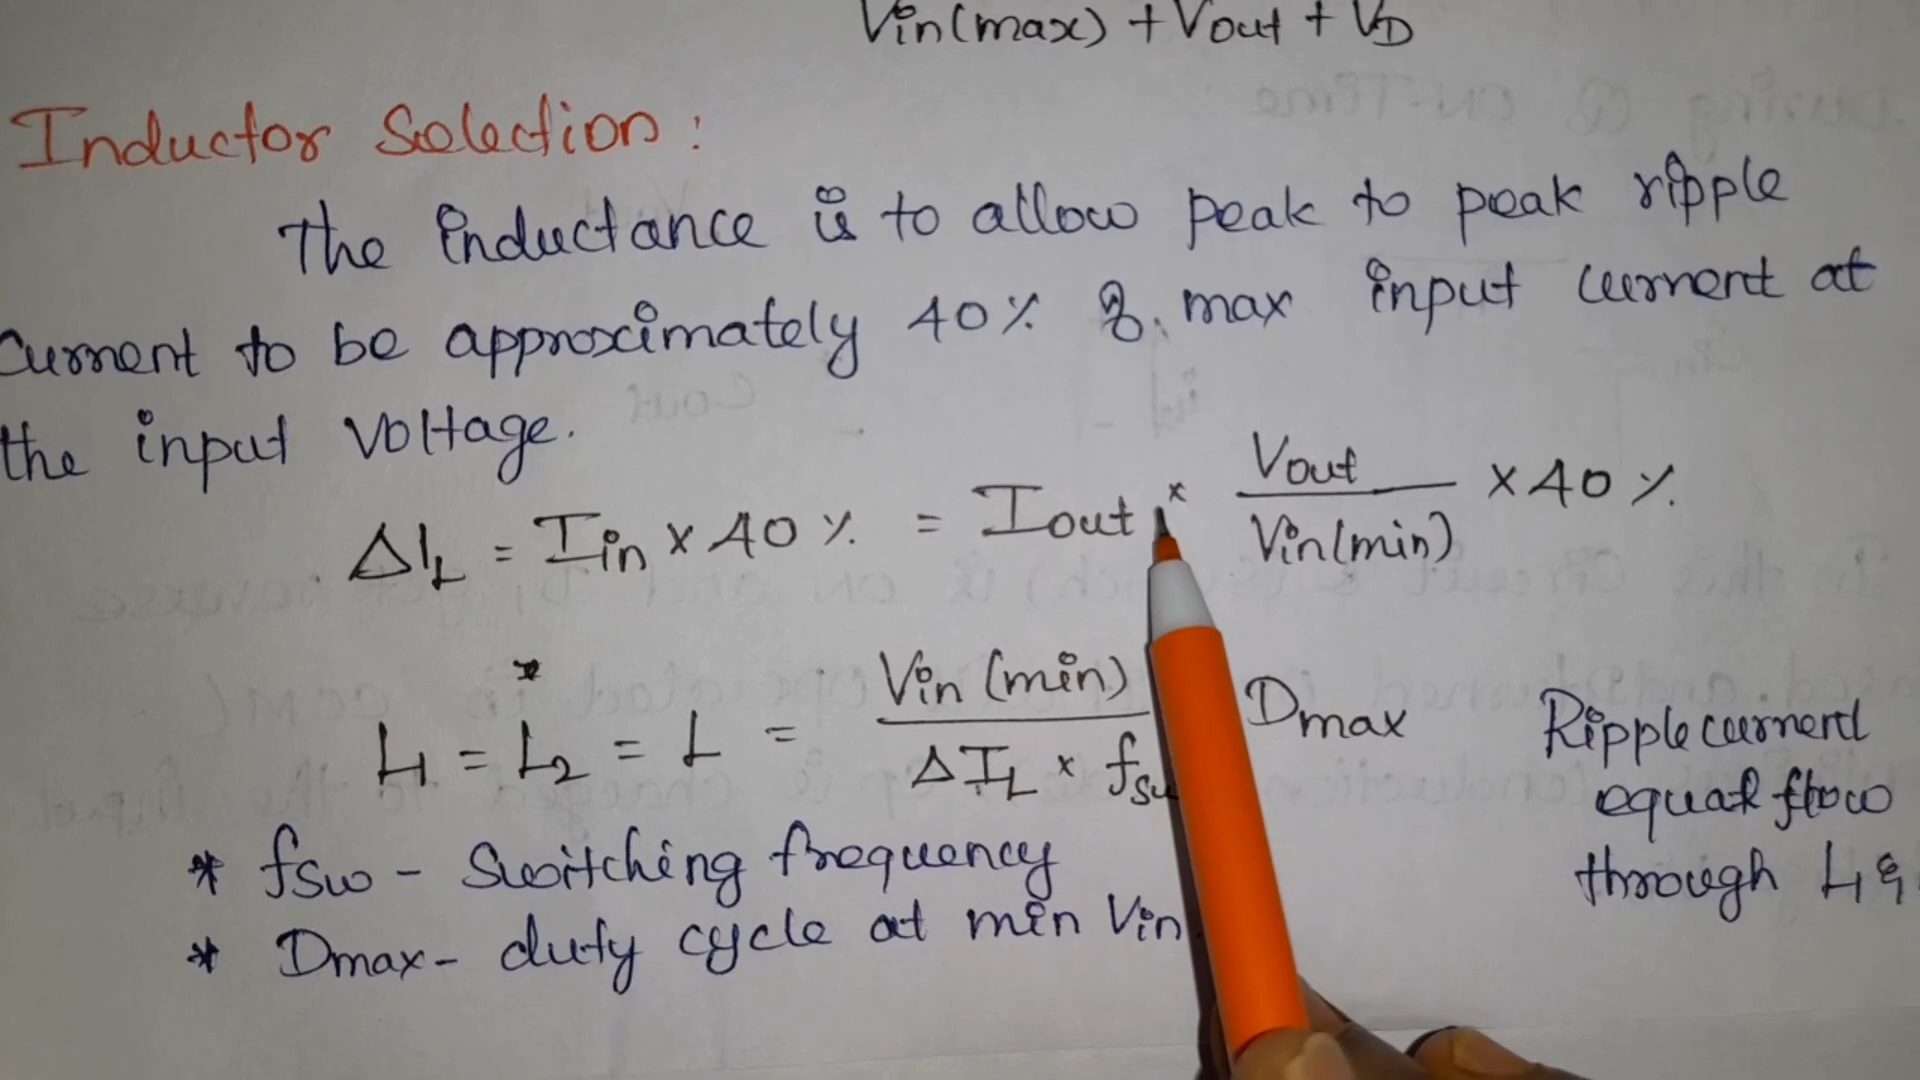 Vin(max) + Vout + VD
Inductor Selection :
The inductance is to allow peak to peak ripple
current to be approximately 40% of max input current at
the input voltage.
ΔIL = Iin × 40 % = Iout × Vout / Vin(min) × 40 %
L1 = L2 = L = Vin (min) / ΔIL × fsw Dmax
Ripple current
equal flow
through L1 &
* fsw - Switching frequency
* Dmax - duty cycle at min Vin